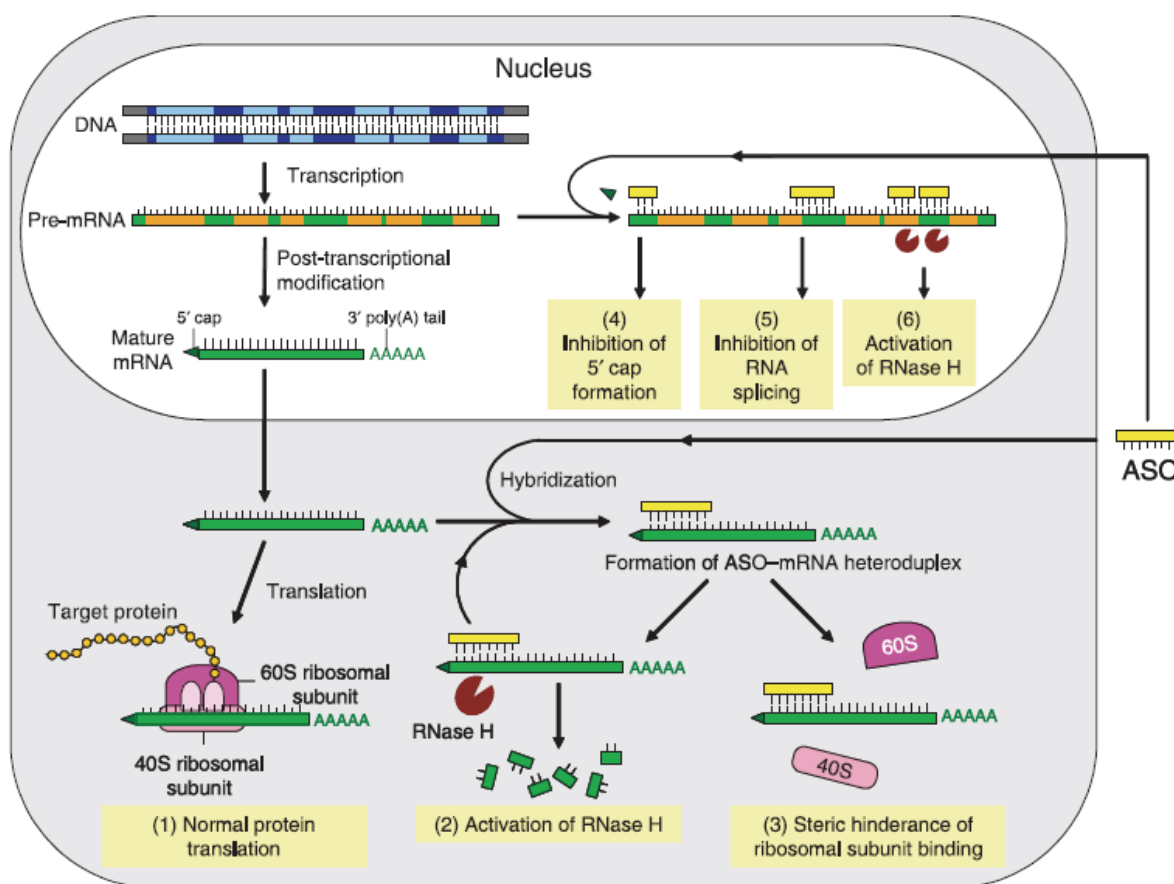 Nucleus
DNA
Transcription
Pre–mRNA
Post-transcriptional
modification
5′ cap
3′ poly(A) tail
Mature
mRNA
AAAAA
(4)
Inhibition of
5′ cap
formation
(5)
Inhibition of
RNA
splicing
(6)
Activation
of RNase H
ASO
Hybridization
AAAAA
AAAAA
Formation of ASO–mRNA heteroduplex
Translation
Target protein
60S ribosomal
subunit
AAAAA
40S ribosomal
subunit
AAAAA
RNase H
60S
AAAAA
40S
(1) Normal protein
translation
(2) Activation of RNase H
(3) Steric hinderance of
ribosomal subunit binding